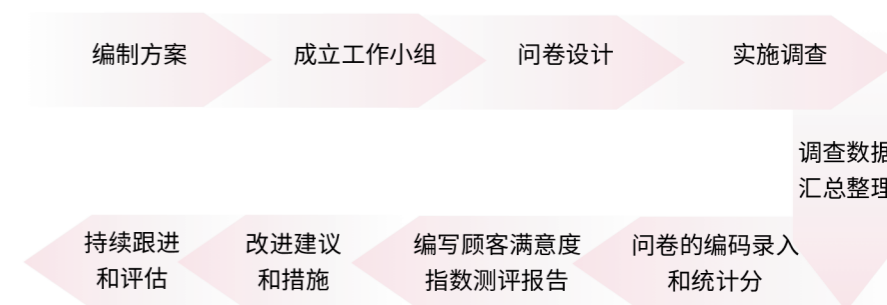 编制方案
成立工作小组
问卷设计
实施调查
调查数据
汇总整理
问卷的编码录入
和统计分
编写顾客满意度
指数测评报告
改进建议
和措施
持续跟进
和评估